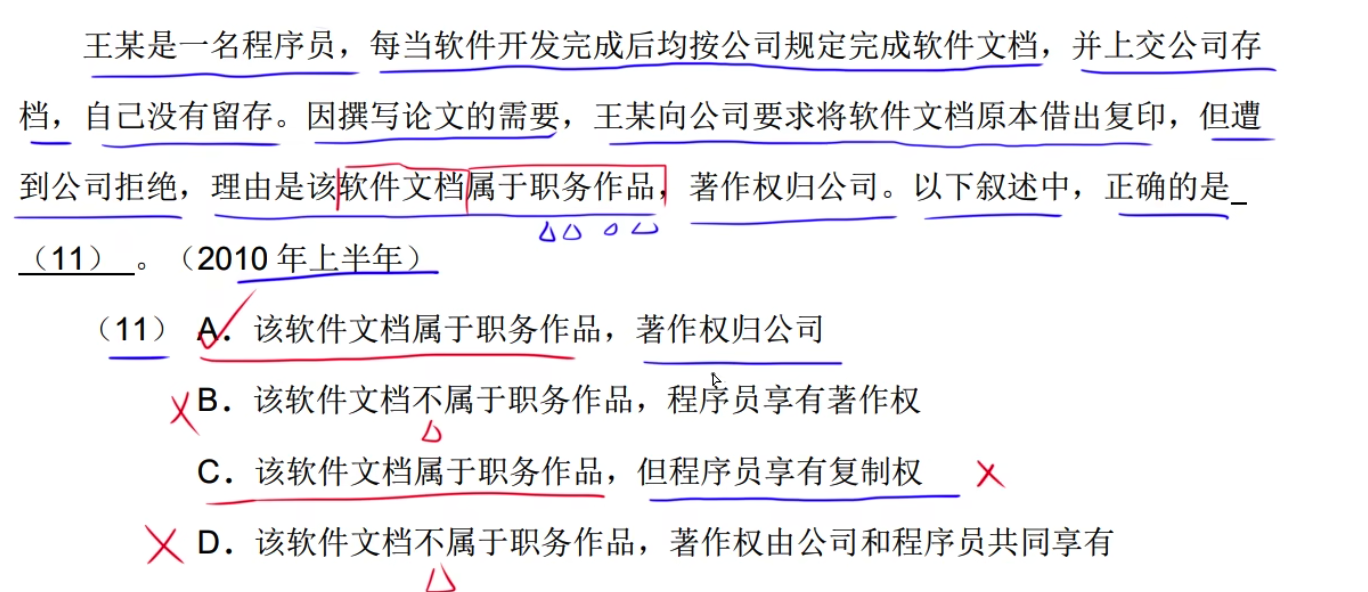 王某是一名程序员，每当软件开发完成后均按公司规定完成软件文档，并上交公司存
档，自己没有留存。因撰写论文的需要，王某向公司要求将软件文档原本借出复印，但遭
到公司拒绝，理由是该软件文档属于职务作品，著作权归公司。以下叙述中，正确的是_
（11）。（2010 年上半年）
（11） A．该软件文档属于职务作品，著作权归公司
B．该软件文档不属于职务作品，程序员享有著作权
C．该软件文档属于职务作品，但程序员享有复制权
D．该软件文档不属于职务作品，著作权由公司和程序员共同享有